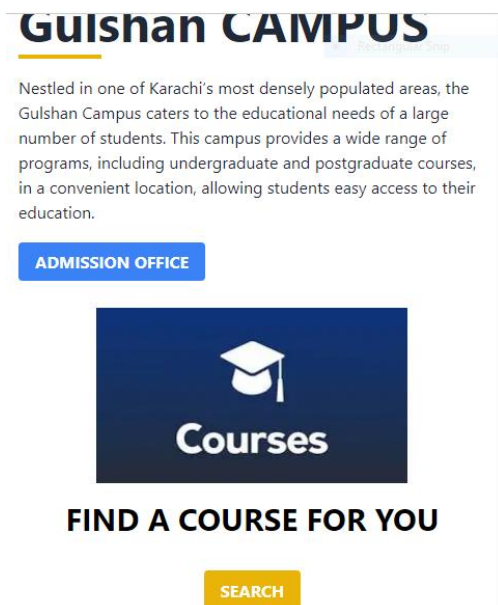 Gulshan CAMPUS
Rectangular Snip
Nestled in one of Karachi's most densely populated areas, the
Gulshan Campus caters to the educational needs of a large
number of students. This campus provides a wide range of
programs, including undergraduate and postgraduate courses,
in a convenient location, allowing students easy access to their
education.
ADMISSION OFFICE
Courses
FIND A COURSE FOR YOU
SEARCH